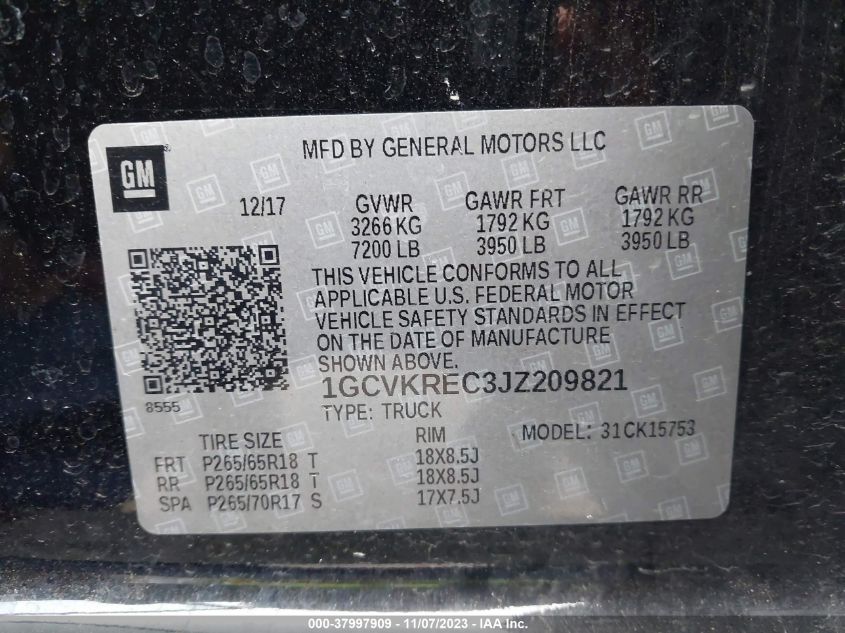 MFD BY GENERAL MOTORS LLC
GM
12/17 GVWR GAWR FRT GAWR RR
3266 KG 1792 KG 1792 KG
7200 LB 3950 LB 3950 LB
THIS VEHICLE CONFORMS TO ALL
APPLICABLE U.S. FEDERAL MOTOR
VEHICLE SAFETY STANDARDS IN EFFECT
ON THE DATE OF MANUFACTURE
SHOWN ABOVE.
1GCVKREC3JZ209821
8555
TYPE: TRUCK
TIRE SIZE RIM MODEL: 31CK15753
FRT P265/65R18 T 18X8.5J
RR P265/65R18 T 18X8.5J
SPA P265/70R17 S 17X7.5J
000-37997909 - 11/07/2023 - IAA Inc.